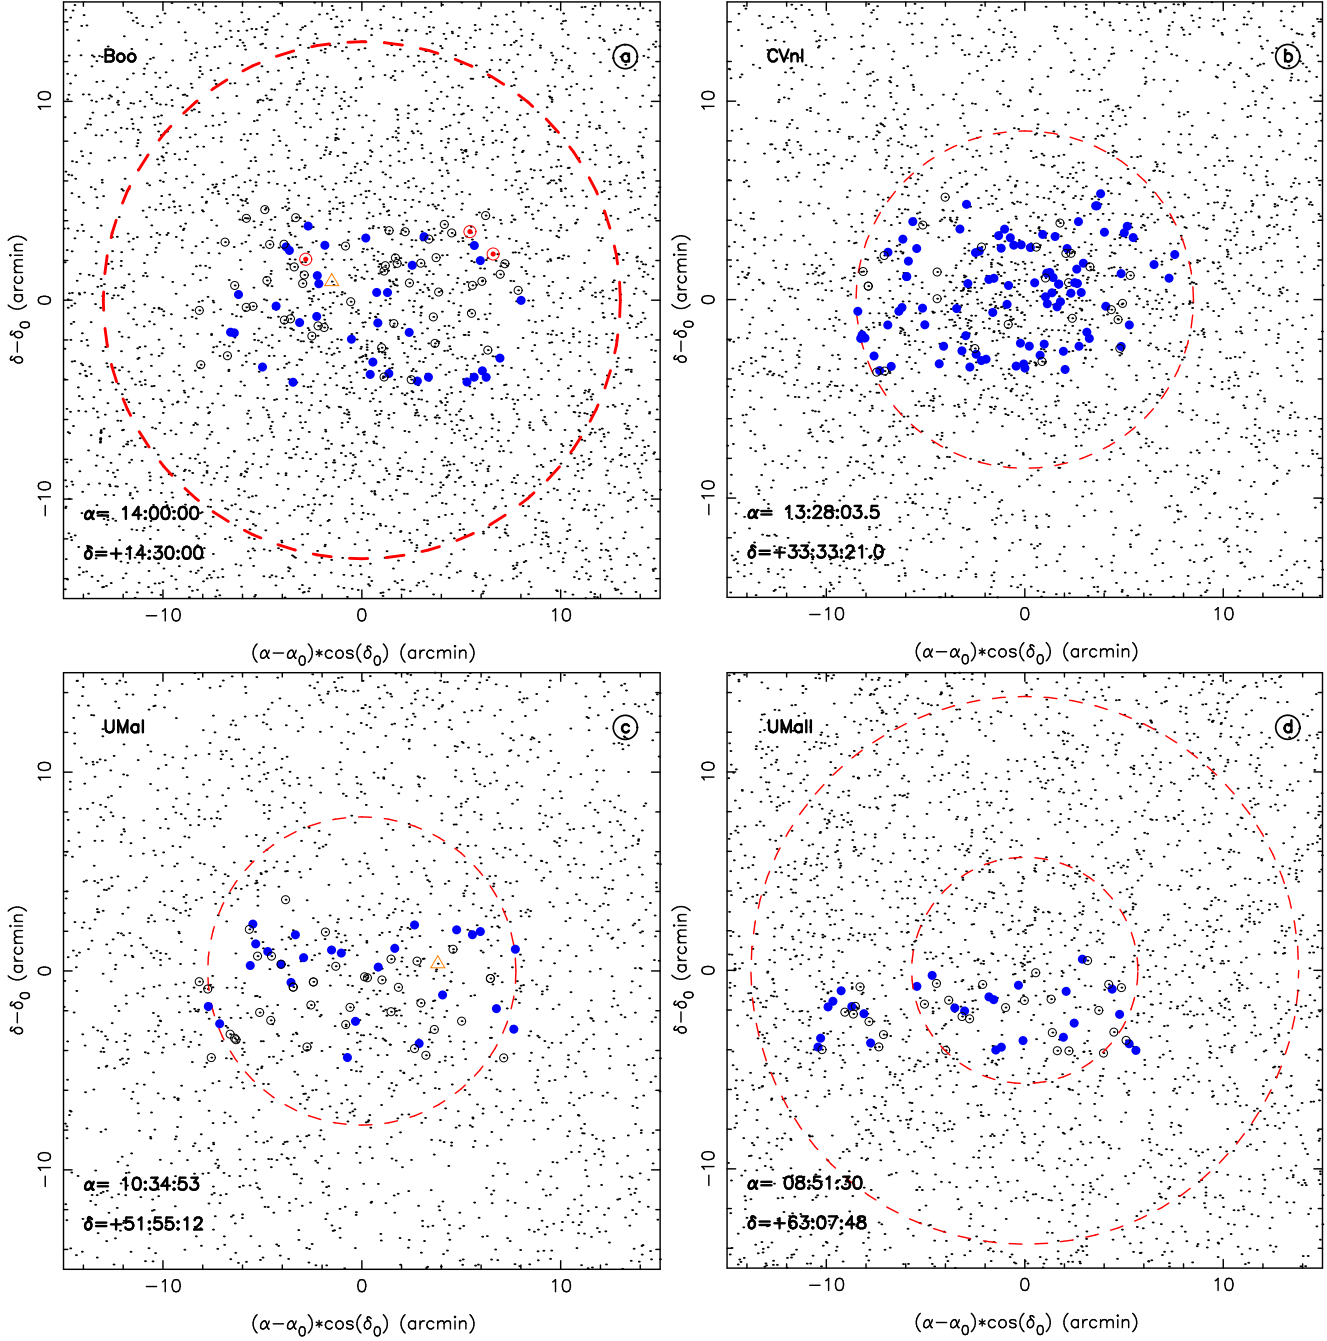 Boo
a
10
0
−10
δ−δ0 (arcmin)
α= 14:00:00
δ=+14:30:00
−10 0 10
(α−α0)*cos(δ0) (arcmin)
CVnI
b
10
0
−10
δ−δ0 (arcmin)
α= 13:28:03.5
δ=+33:33:21.0
−10 0 10
(α−α0)*cos(δ0) (arcmin)
UMaI
c
10
0
−10
δ−δ0 (arcmin)
α= 10:34:53
δ=+51:55:12
−10 0 10
(α−α0)*cos(δ0) (arcmin)
UMaII
d
10
0
−10
δ−δ0 (arcmin)
α= 08:51:30
δ=+63:07:48
−10 0 10
(α−α0)*cos(δ0) (arcmin)